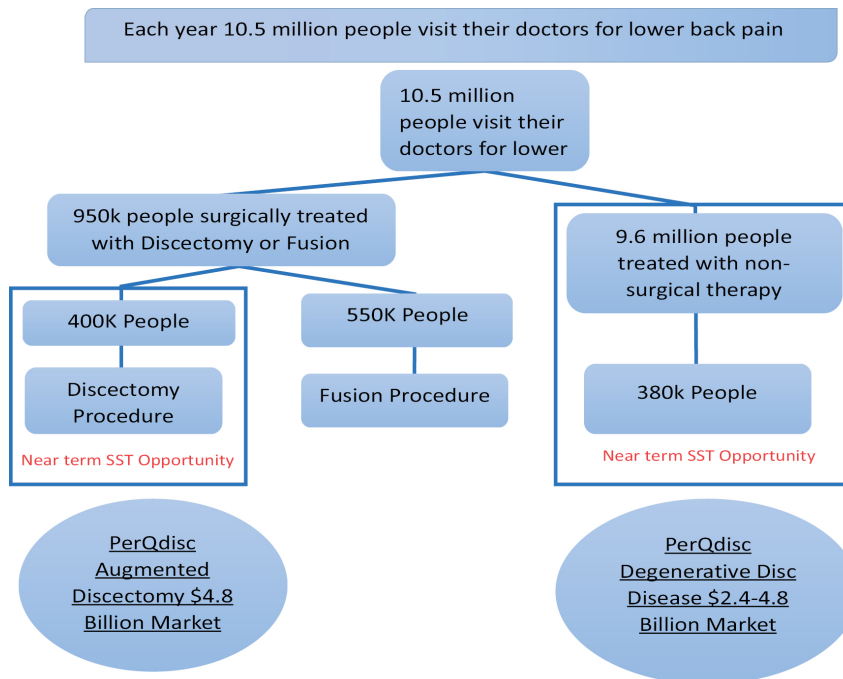 Each year 10.5 million people visit their doctors for lower back pain
10.5 million
people visit their
doctors for lower
950k people surgically treated
with Discectomy or Fusion
9.6 million people
treated with non-
surgical therapy
400K People
550K People
Discectomy
Procedure
Fusion Procedure
380k People
Near term SST Opportunity
Near term SST Opportunity
PerQdisc
Augmented
Discectomy $4.8
Billion Market
PerQdisc
Degenerative Disc
Disease $2.4-4.8
Billion Market